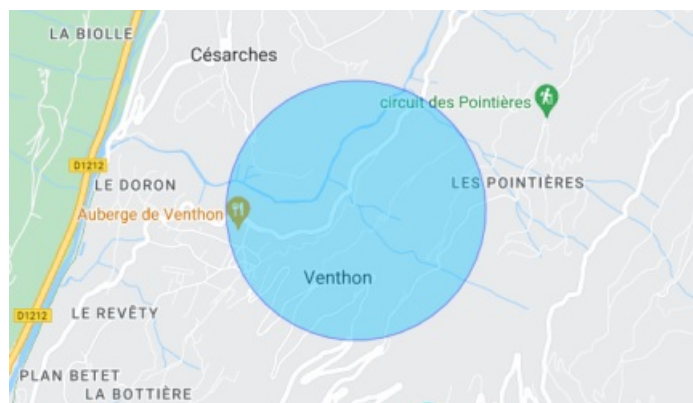 LA BIOLLE
Césarches
circuit des Pointières
D1212
LE DORON
LES POINTIÈRES
Auberge de Venthon
Venthon
D1212
LE REVÊTY
PLAN BETET
LA BOTTIÈRE